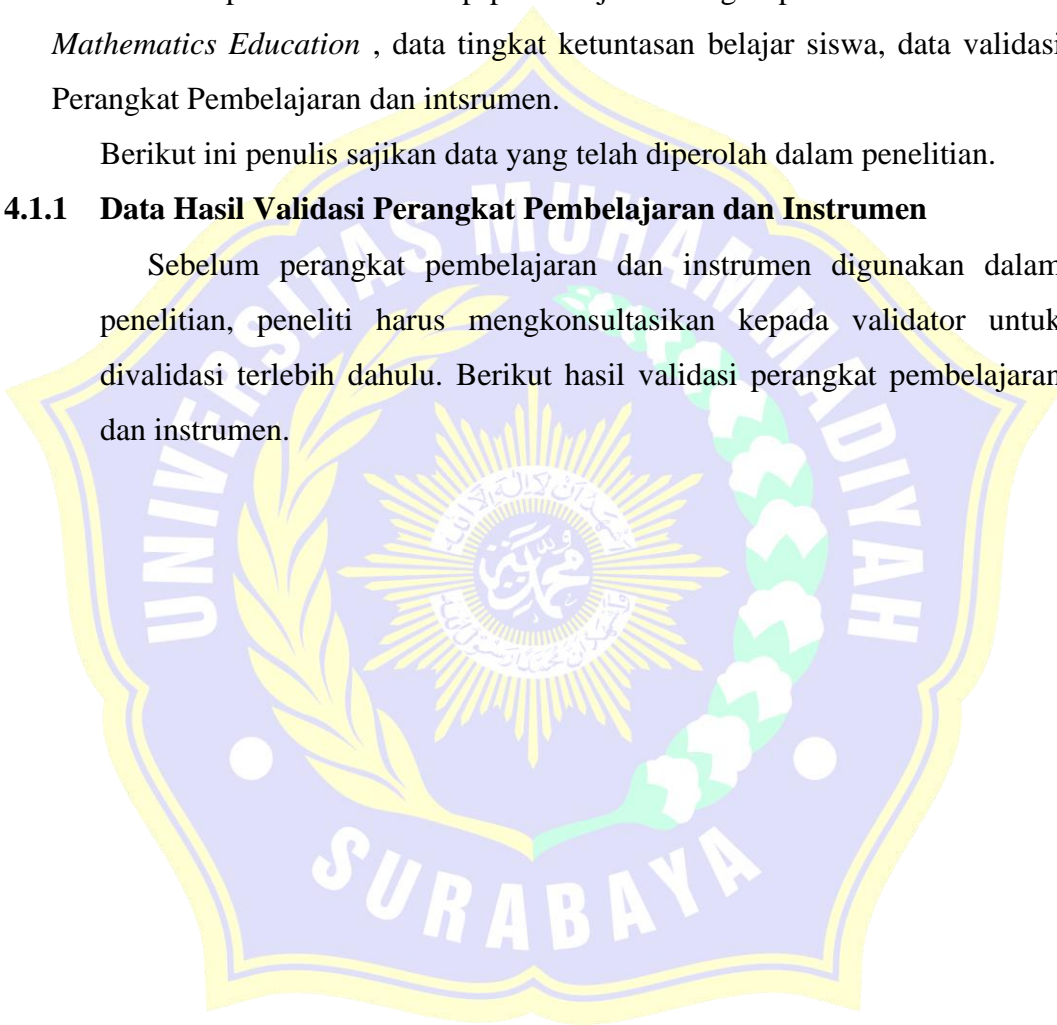 Mathematics Education , data tingkat ketuntasan belajar siswa, data validasi
Perangkat Pembelajaran dan intsrumen.
Berikut ini penulis sajikan data yang telah diperolah dalam penelitian.
4.1.1 Data Hasil Validasi Perangkat Pembelajaran dan Instrumen
Sebelum perangkat pembelajaran dan instrumen digunakan dalam
penelitian, peneliti harus mengkonsultasikan kepada validator untuk
divalidasi terlebih dahulu. Berikut hasil validasi perangkat pembelajaran
dan instrumen.
UNIVERSITAS MUHAMMADIYAH
SURABAYA